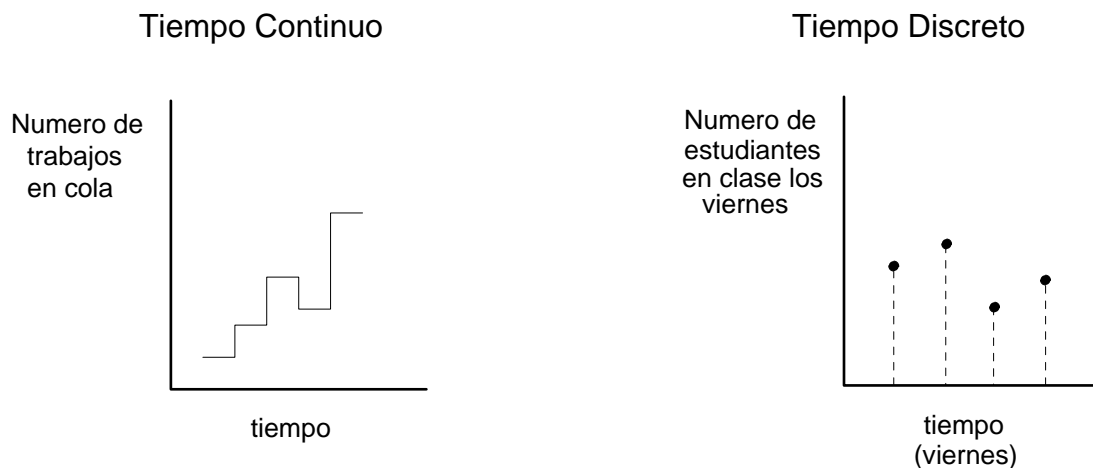 Tiempo Continuo
Numero de
trabajos
en cola
tiempo
Tiempo Discreto
Numero de
estudiantes
en clase los
viernes
tiempo
(viernes)